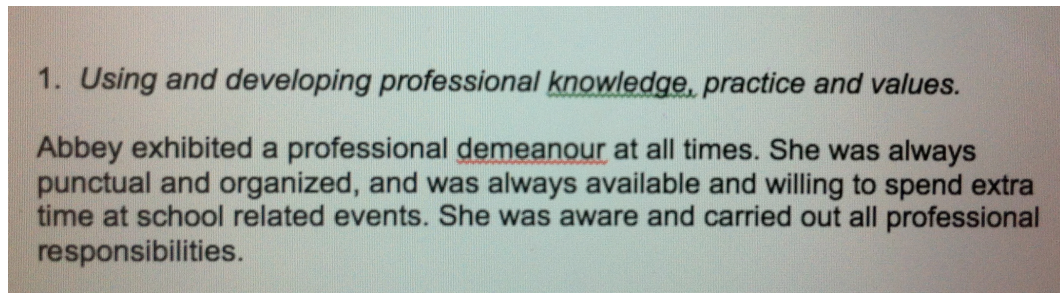 1. Using and developing professional knowledge, practice and values.
Abbey exhibited a professional demeanour at all times. She was always
punctual and organized, and was always available and willing to spend extra
time at school related events. She was aware and carried out all professional
responsibilities.